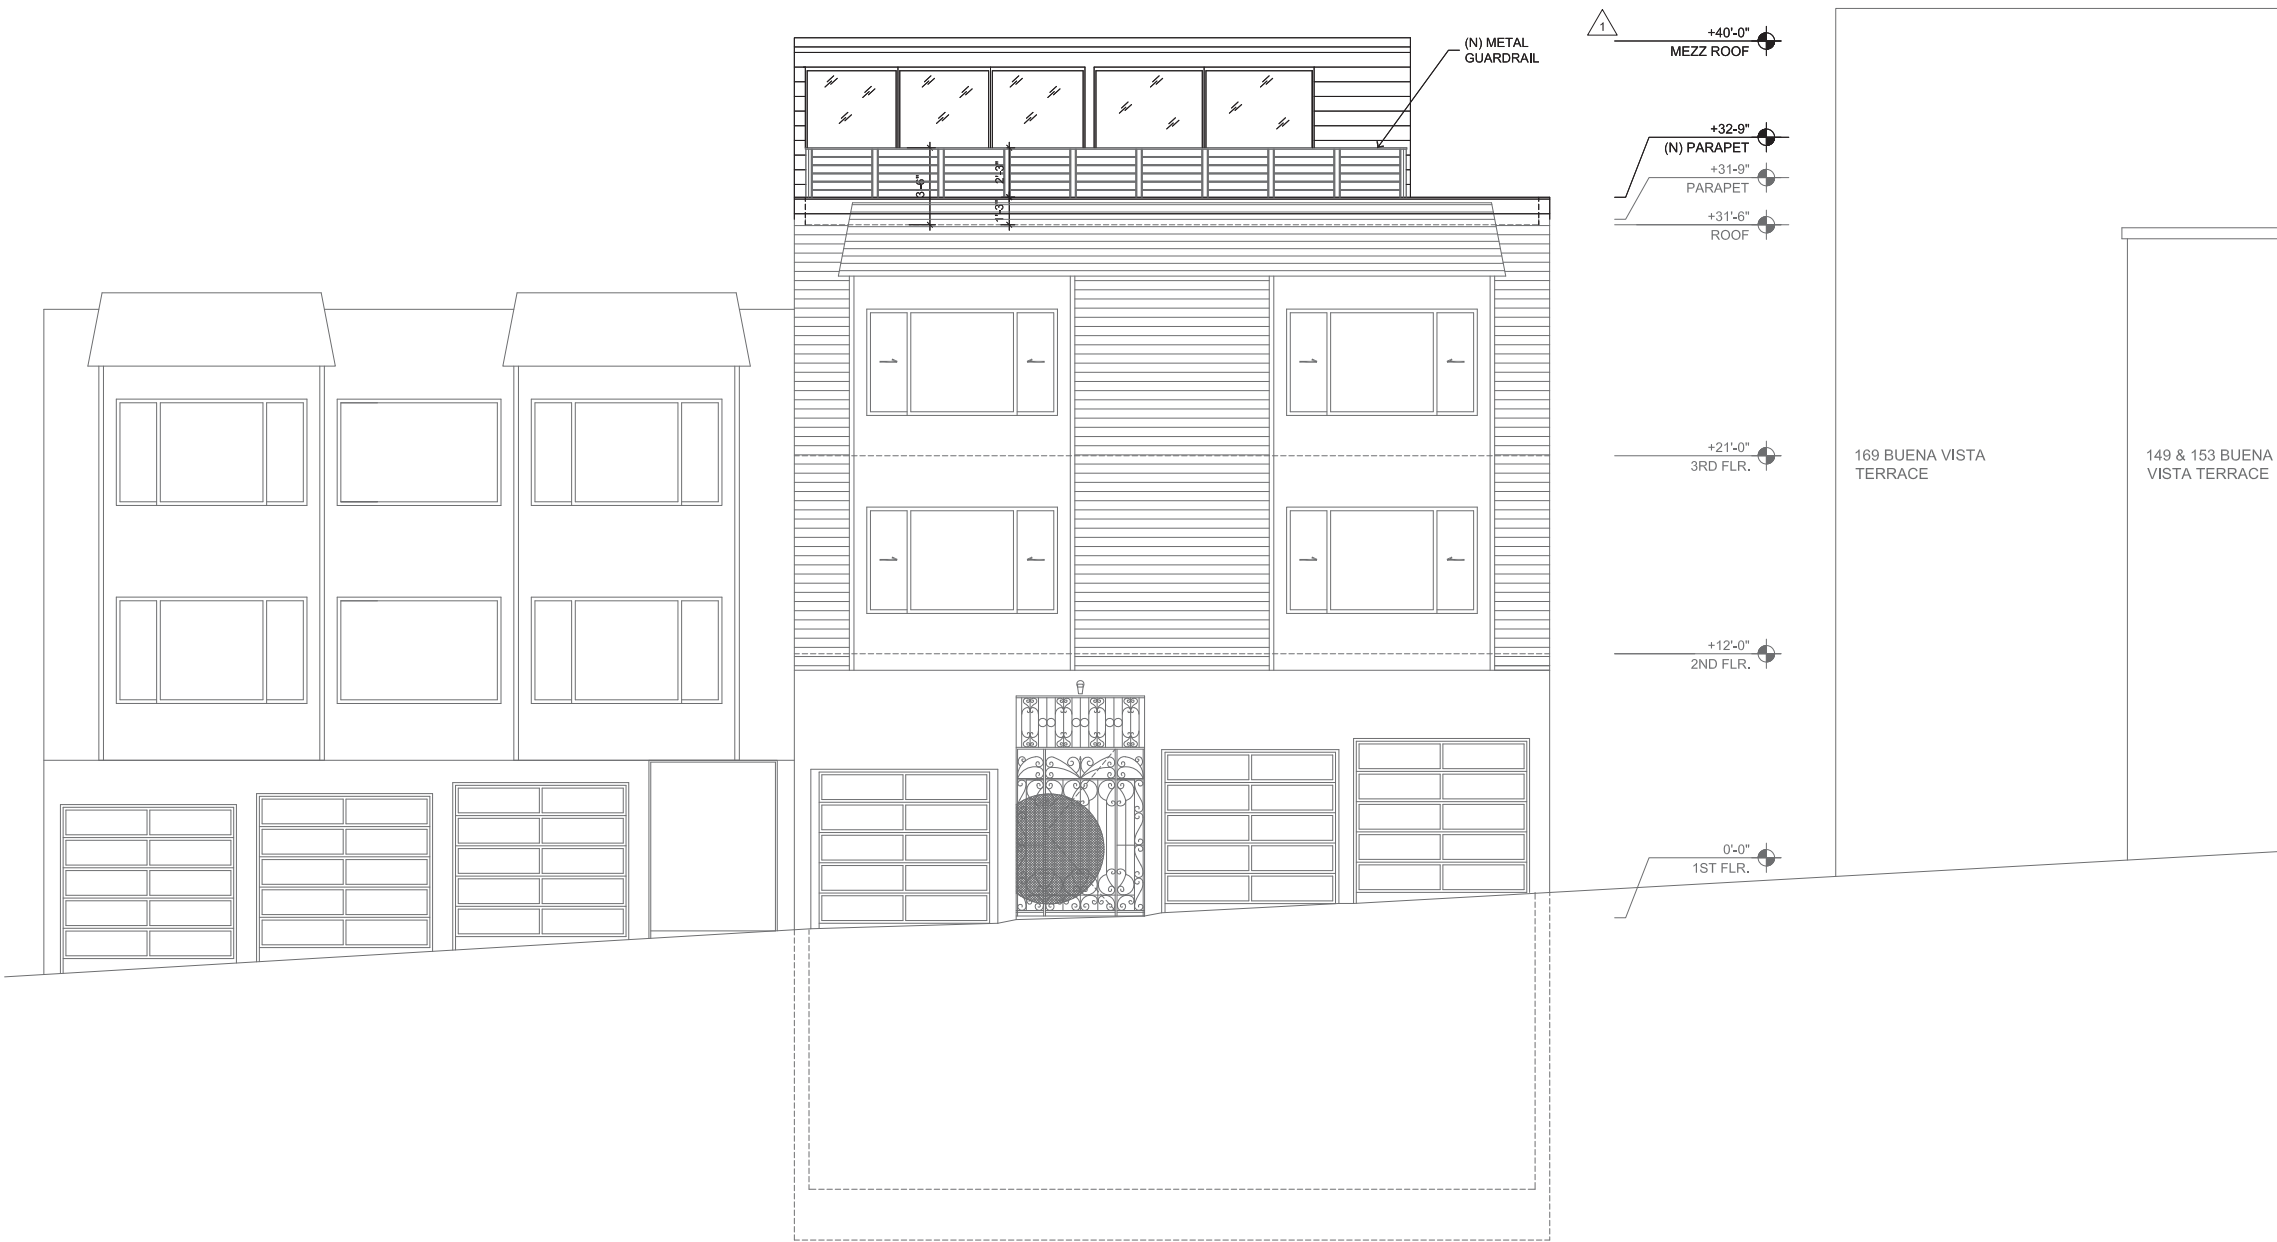 (N) METAL
GUARDRAIL
3'-6"
2'-3"
1'-3"
1
+40'-0"
MEZZ ROOF
+32-9"
(N) PARAPET
+31-9"
PARAPET
+31'-6"
ROOF
+21'-0"
3RD FLR.
+12'-0"
2ND FLR.
0'-0"
1ST FLR.
169 BUENA VISTA
TERRACE
149 & 153 BUENA
VISTA TERRACE